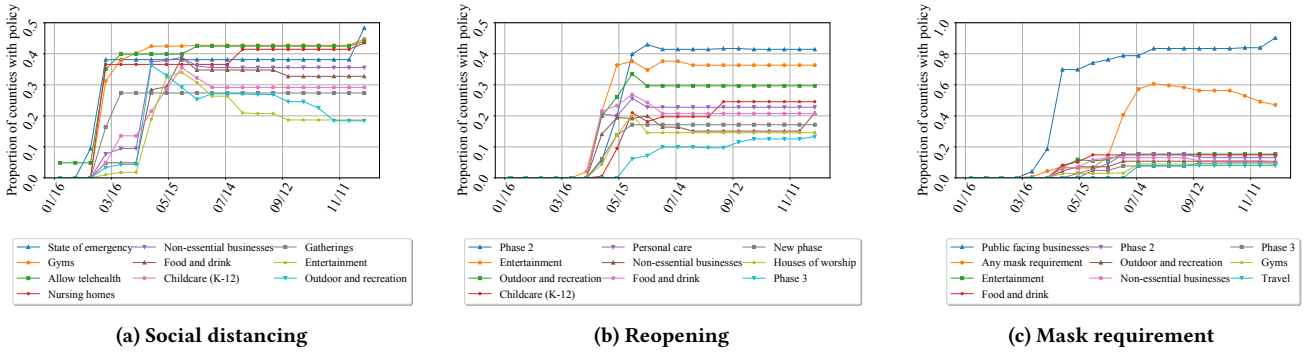 Proportion of counties with policy
0.5
0.4
0.3
0.2
0.1
0.0
01/16
03/16
05/15
07/14
09/12
11/11
State of emergency
Gyms
Allow telehealth
Nursing homes
Non-essential businesses
Food and drink
Childcare (K-12)
Gatherings
Entertainment
Outdoor and recreation
(a) Social distancing
Proportion of counties with policy
0.5
0.4
0.3
0.2
0.1
0.0
01/16
03/16
05/15
07/14
09/12
11/11
Phase 2
Entertainment
Outdoor and recreation
Childcare (K-12)
Personal care
Non-essential businesses
Food and drink
New phase
Houses of worship
Phase 3
(b) Reopening
Proportion of counties with policy
1.0
0.8
0.6
0.4
0.2
0.0
01/16
03/16
05/15
07/14
09/12
11/11
Public facing businesses
Any mask requirement
Entertainment
Food and drink
Phase 2
Outdoor and recreation
Non-essential businesses
Phase 3
Gyms
Travel
(c) Mask requirement